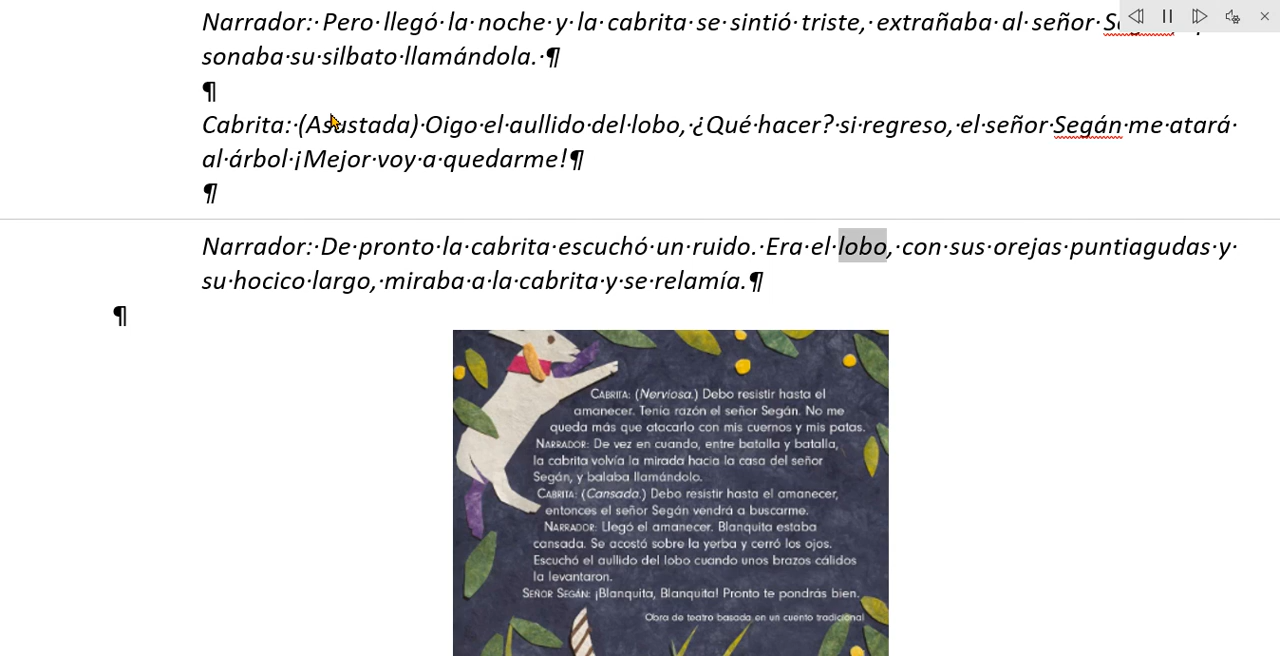 Narrador: Pero llegó la noche y la cabrita se sintió triste, extrañaba al señor
sonaba su silbato llamándola. ¶
¶
Cabrita: (Asustada) Oigo el aullido del lobo, ¿Qué hacer? si regreso, el señor Segán me atará
al árbol ¡Mejor voy a quedarme!¶
¶
Narrador: De pronto la cabrita escuchó un ruido. Era el lobo, con sus orejas puntiagudas y
su hocico largo, miraba a la cabrita y se relamía.¶
¶
CABRITA: (Nerviosa.) Debo resistir hasta el
amanecer. Tenía razón el señor Segán. No me
queda más que atacarlo con mis cuernos y mis patas.
NARRADOR: De vez en cuando, entre batalla y batalla,
la cabrita volvía la mirada hacia la casa del señor
Segán, y balaba llamándolo.
CABRITA: (Cansada.) Debo resistir hasta el amanecer,
entonces el señor Segán vendrá a buscarme.
NARRADOR: Llegó el amanecer. Blanquita estaba
cansada. Se acostó sobre la yerba y cerró los ojos.
Escuchó el aullido del lobo cuando unos brazos cálidos
la levantaron.
SEÑOR SEGÁN: ¡Blanquita, Blanquita! Pronto te pondrás bien.
Obra de teatro basada en un cuento tradicional